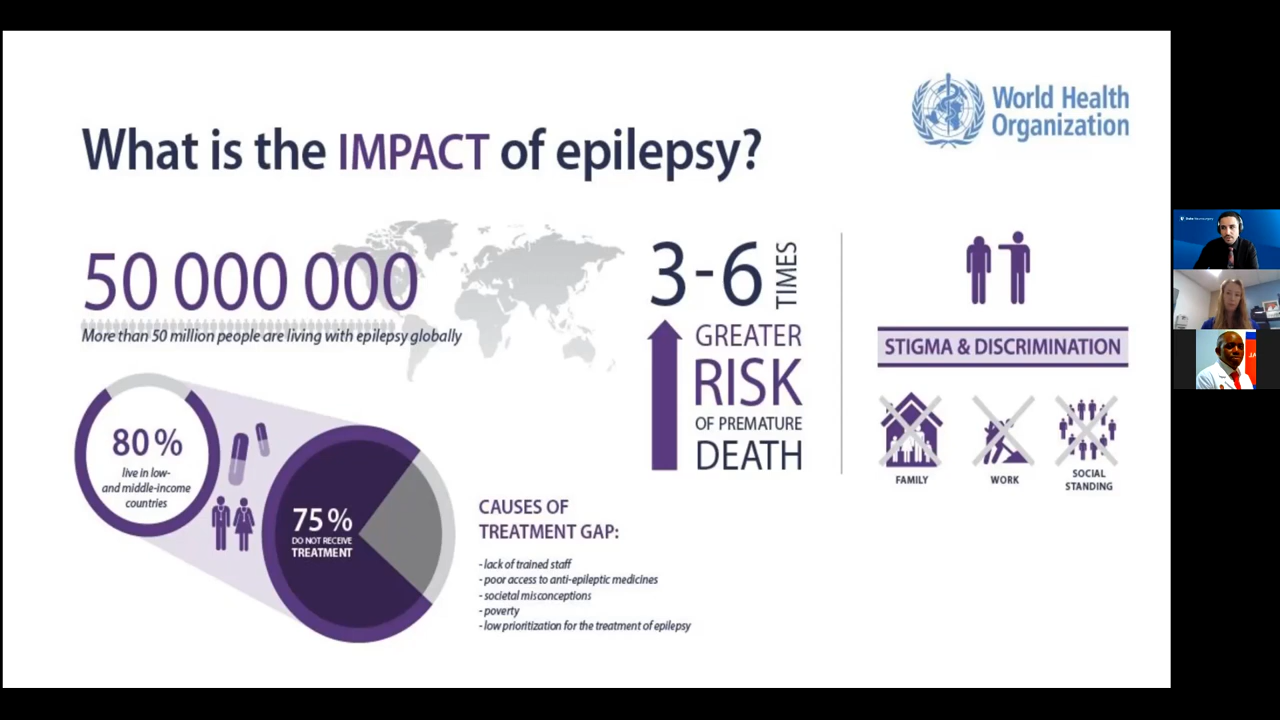 World Health
Organization
What is the IMPACT of epilepsy?
50 000 000
More than 50 million people are living with epilepsy globally
80%
live in low-
and middle-income
countries
75%
DO NOT RECEIVE
TREATMENT
CAUSES OF
TREATMENT GAP:
- lack of trained staff
- poor access to anti-epileptic medicines
- societal misconceptions
- poverty
- low prioritization for the treatment of epilepsy
3-6 TIMES
GREATER
RISK
OF PREMATURE
DEATH
STIGMA & DISCRIMINATION
FAMILY
WORK
SOCIAL
STANDING